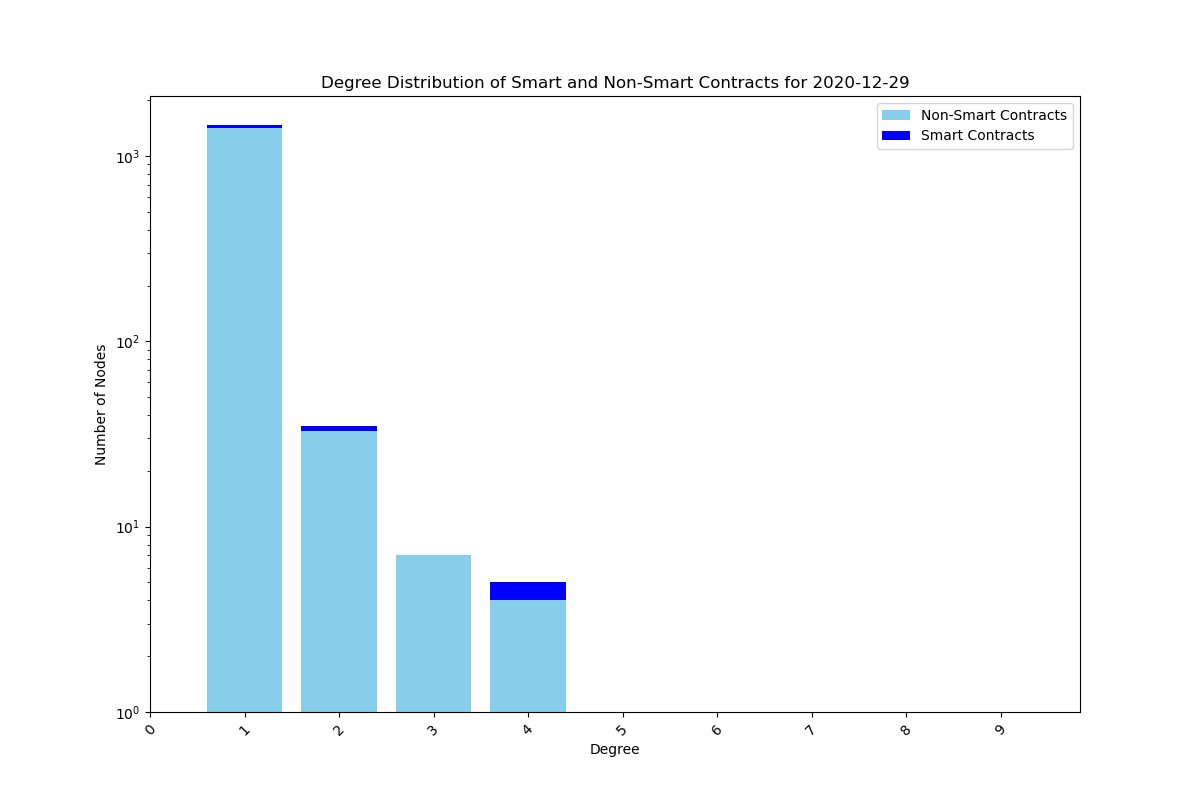 Degree Distribution of Smart and Non-Smart Contracts for 2020-12-29
Non-Smart Contracts
Smart Contracts
Number of Nodes
10³
10²
10¹
10⁰
0 1 2 3 4 5 6 7 8 9
Degree